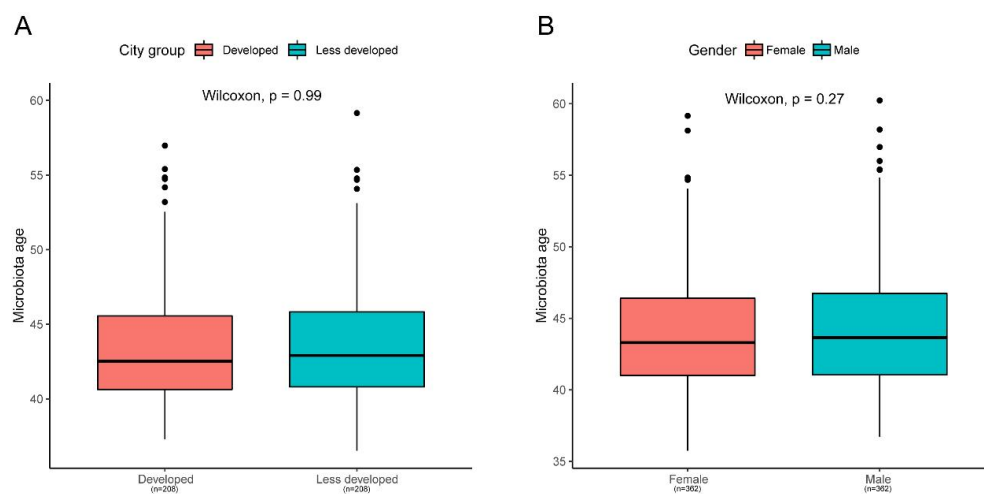 A
City group Developed Less developed
Wilcoxon, p = 0.99
Microbiota age
60
55
50
45
40
Developed
(n=208)
Less developed
(n=208)
B
Gender Female Male
Wilcoxon, p = 0.27
Microbiota age
60
55
50
45
40
35
Female
(n=362)
Male
(n=362)